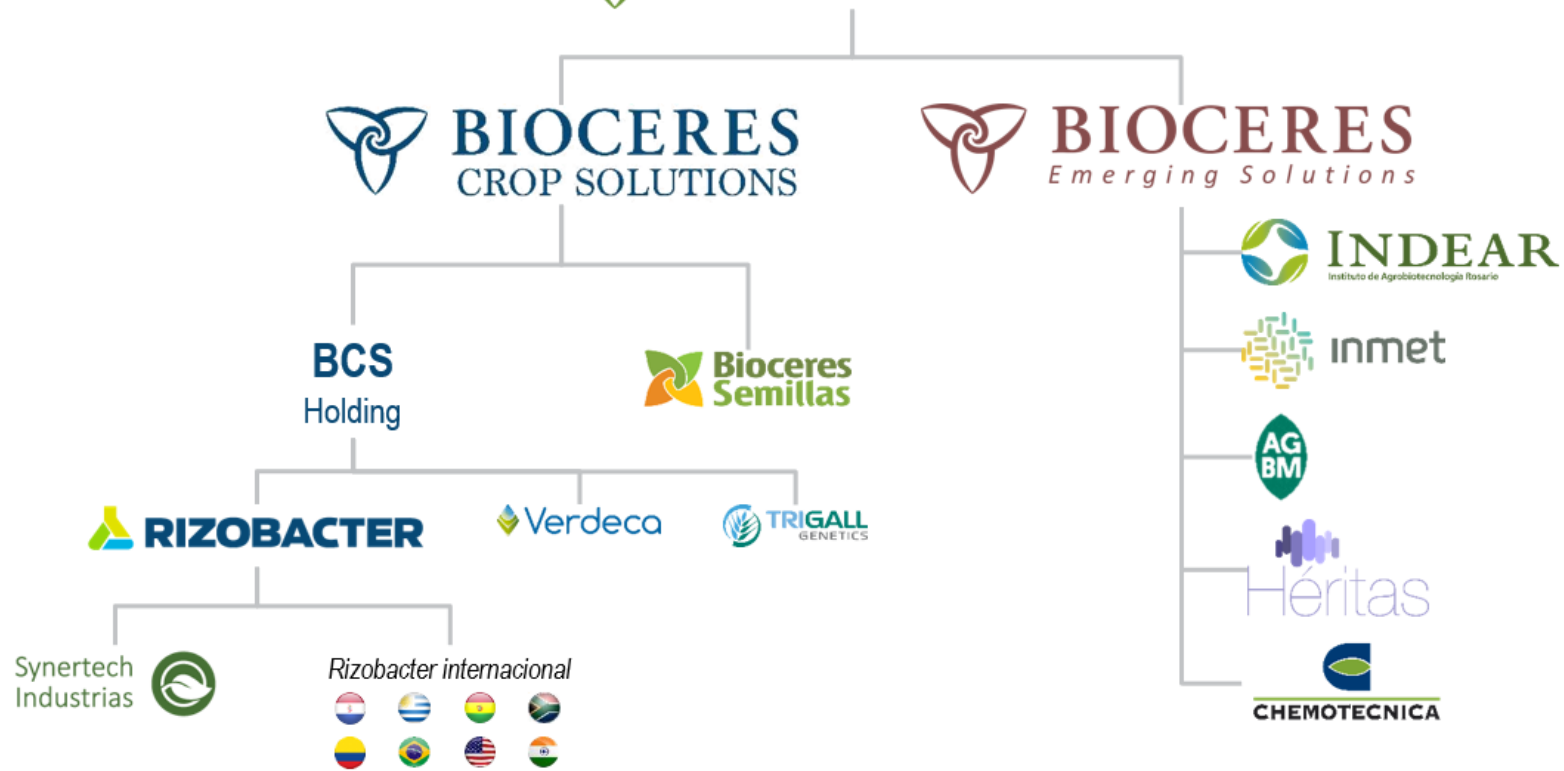 BIOCERES
CROP SOLUTIONS
BIOCERES
Emerging Solutions
INDEAR
Instituto de Agrobiotecnología Rosario
ınmet
AG
BM
Héritas
CHEMOTECNICA
BCS
Holding
Bioceres
Semillas
RIZOBACTER
Verdeca
TRIGALL
GENETICS
Synertech
Industrias
Rizobacter internacional